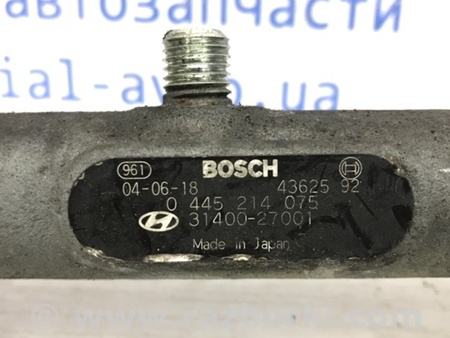 автозапчасти
ial-avto.ua
961 BOSCH
04-06-18 43625 92
0 445 214 075
31400-27001
Made in Japan